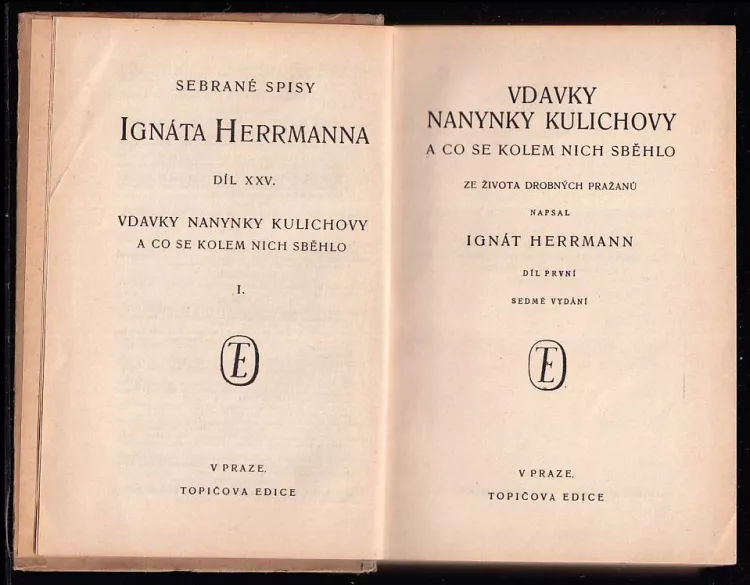 SEBRANÉ SPISY
IGNÁTA HERRMANNA
DÍL XXV.
VDAVKY NANYNKY KULICHOVY
A CO SE KOLEM NICH SBĚHLO
I.
TE
V PRAZE.
TOPIČOVA EDICE
VDAVKY
NANYNKY KULICHOVY
A CO SE KOLEM NICH SBĚHLO
ZE ŽIVOTA DROBNÝCH PRAŽANŮ
NAPSAL
IGNÁT HERRMANN
DÍL PRVNÍ
SEDMÉ VYDÁNÍ
TE
V PRAZE.
TOPIČOVA EDICE